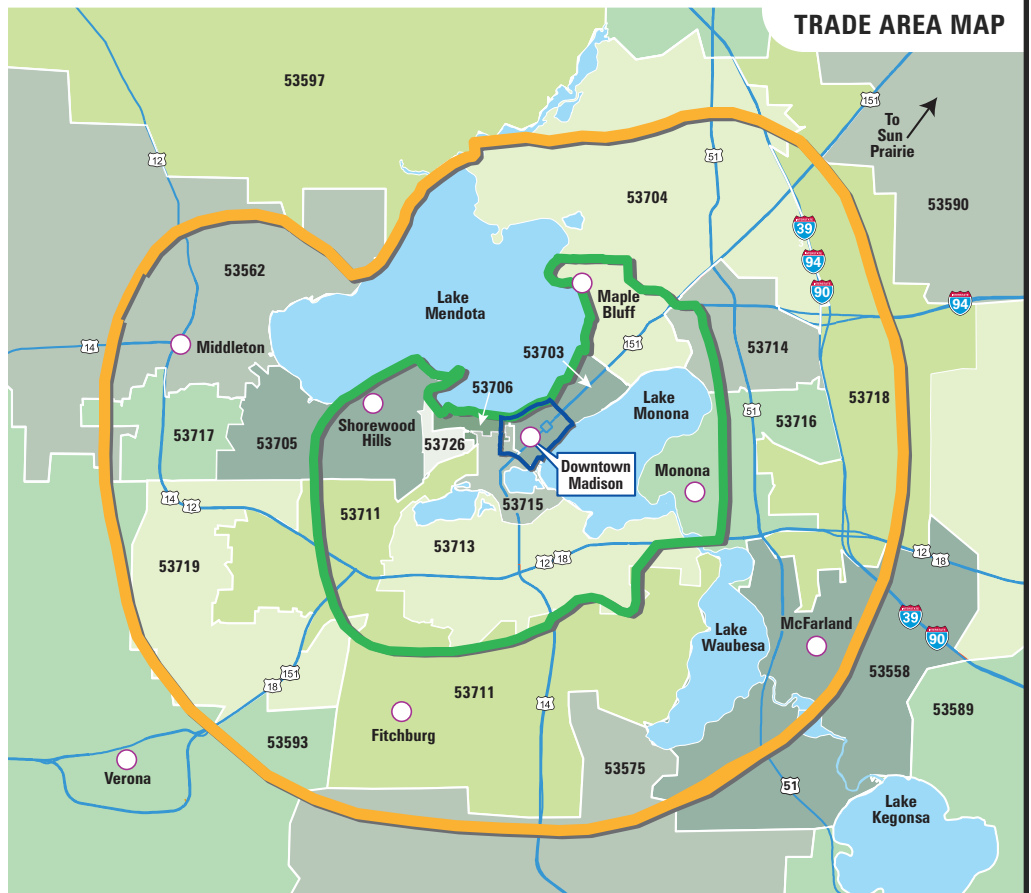 TRADE AREA MAP
53597
151
To
Sun
Prairie
12
51
53704
53590
39
94
90
53562
Lake
Mendota
Maple
Bluff
94
14
Middleton
53703
151
53714
53706
Lake
Monona
53718
Shorewood
Hills
53717
53705
53726
51
53716
Downtown
Madison
Monona
14
12
53711
53715
53713
12
18
12
18
53719
39
90
McFarland
Lake
Waubesa
151
18
53711
53558
14
53589
Fitchburg
53593
53575
Verona
51
Lake
Kegonsa